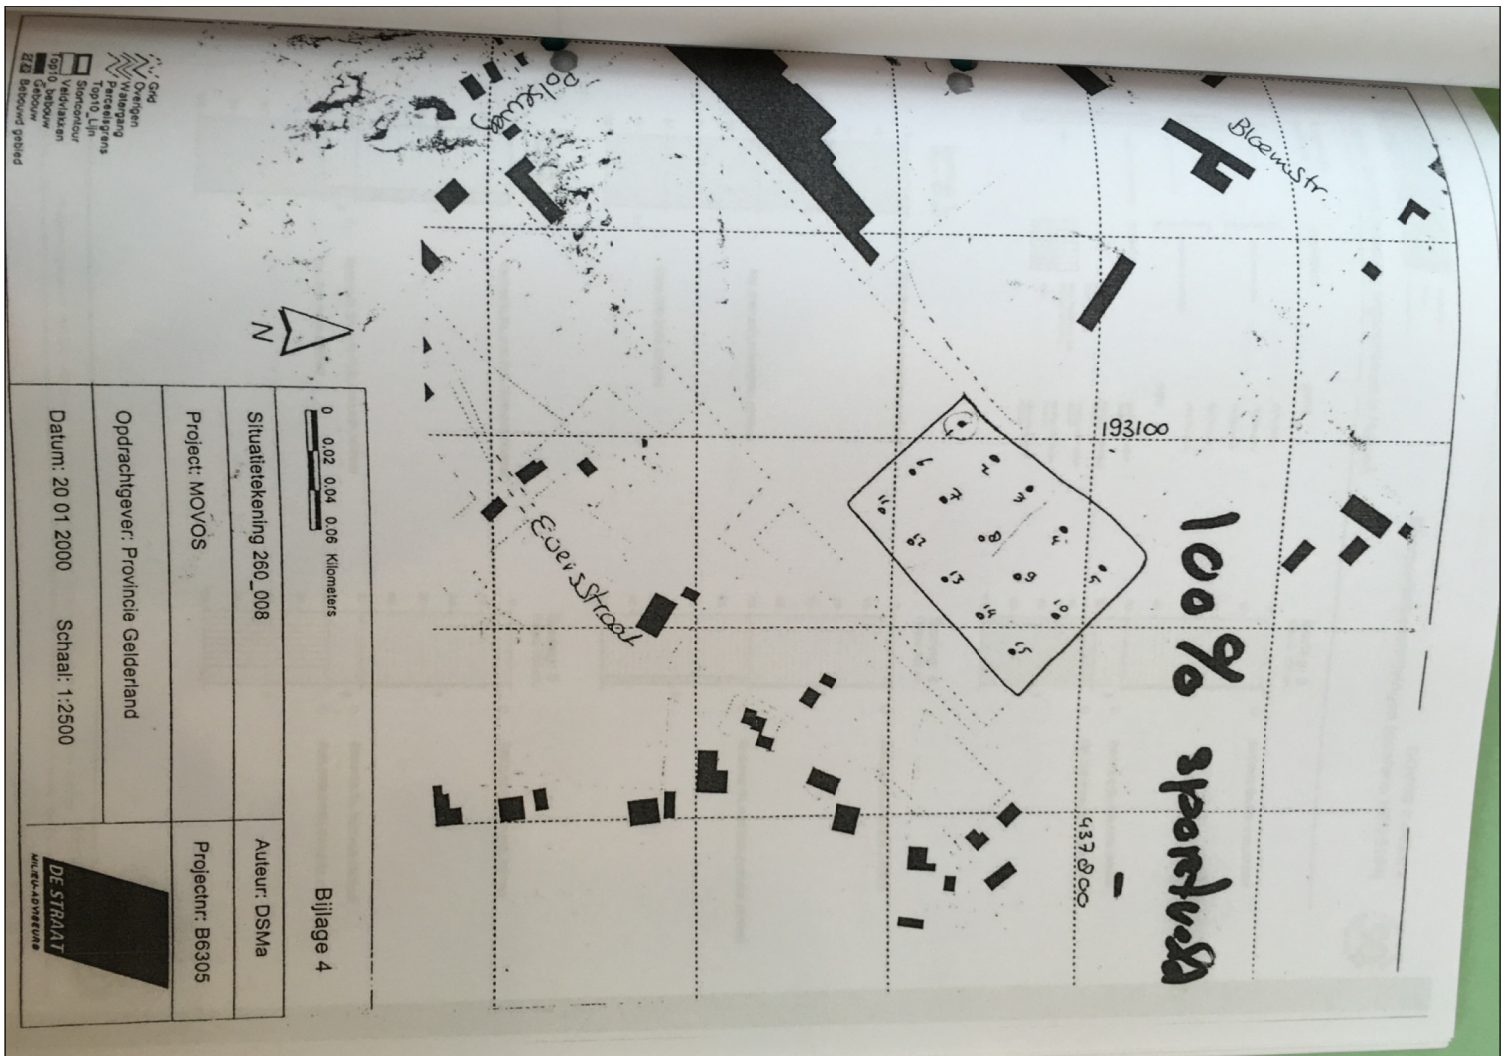 Polseweg
Bloemstr.
193100
100% sportveld
437800
Eversstraat
1
2
3
4
5
6
7
8
9
10
11
12
13
14
15
Grid
Overigen
Watergang
Perceelsgrens
Top10_Lijn
Stortcontour
Veldvlakken
Top10_bebouw
Gebouw
Bebouwd gebied
N
0 0.02 0.04 0.06 Kilometers
Bijlage 4
Situatietekening 260_008
Auteur: DSMa
Project: MOVOS
Projectnr: B6305
Opdrachtgever: Provincie Gelderland
Datum: 20 01 2000 Schaal: 1:2500
DE STRAAT
MILIEU-ADVISEURS